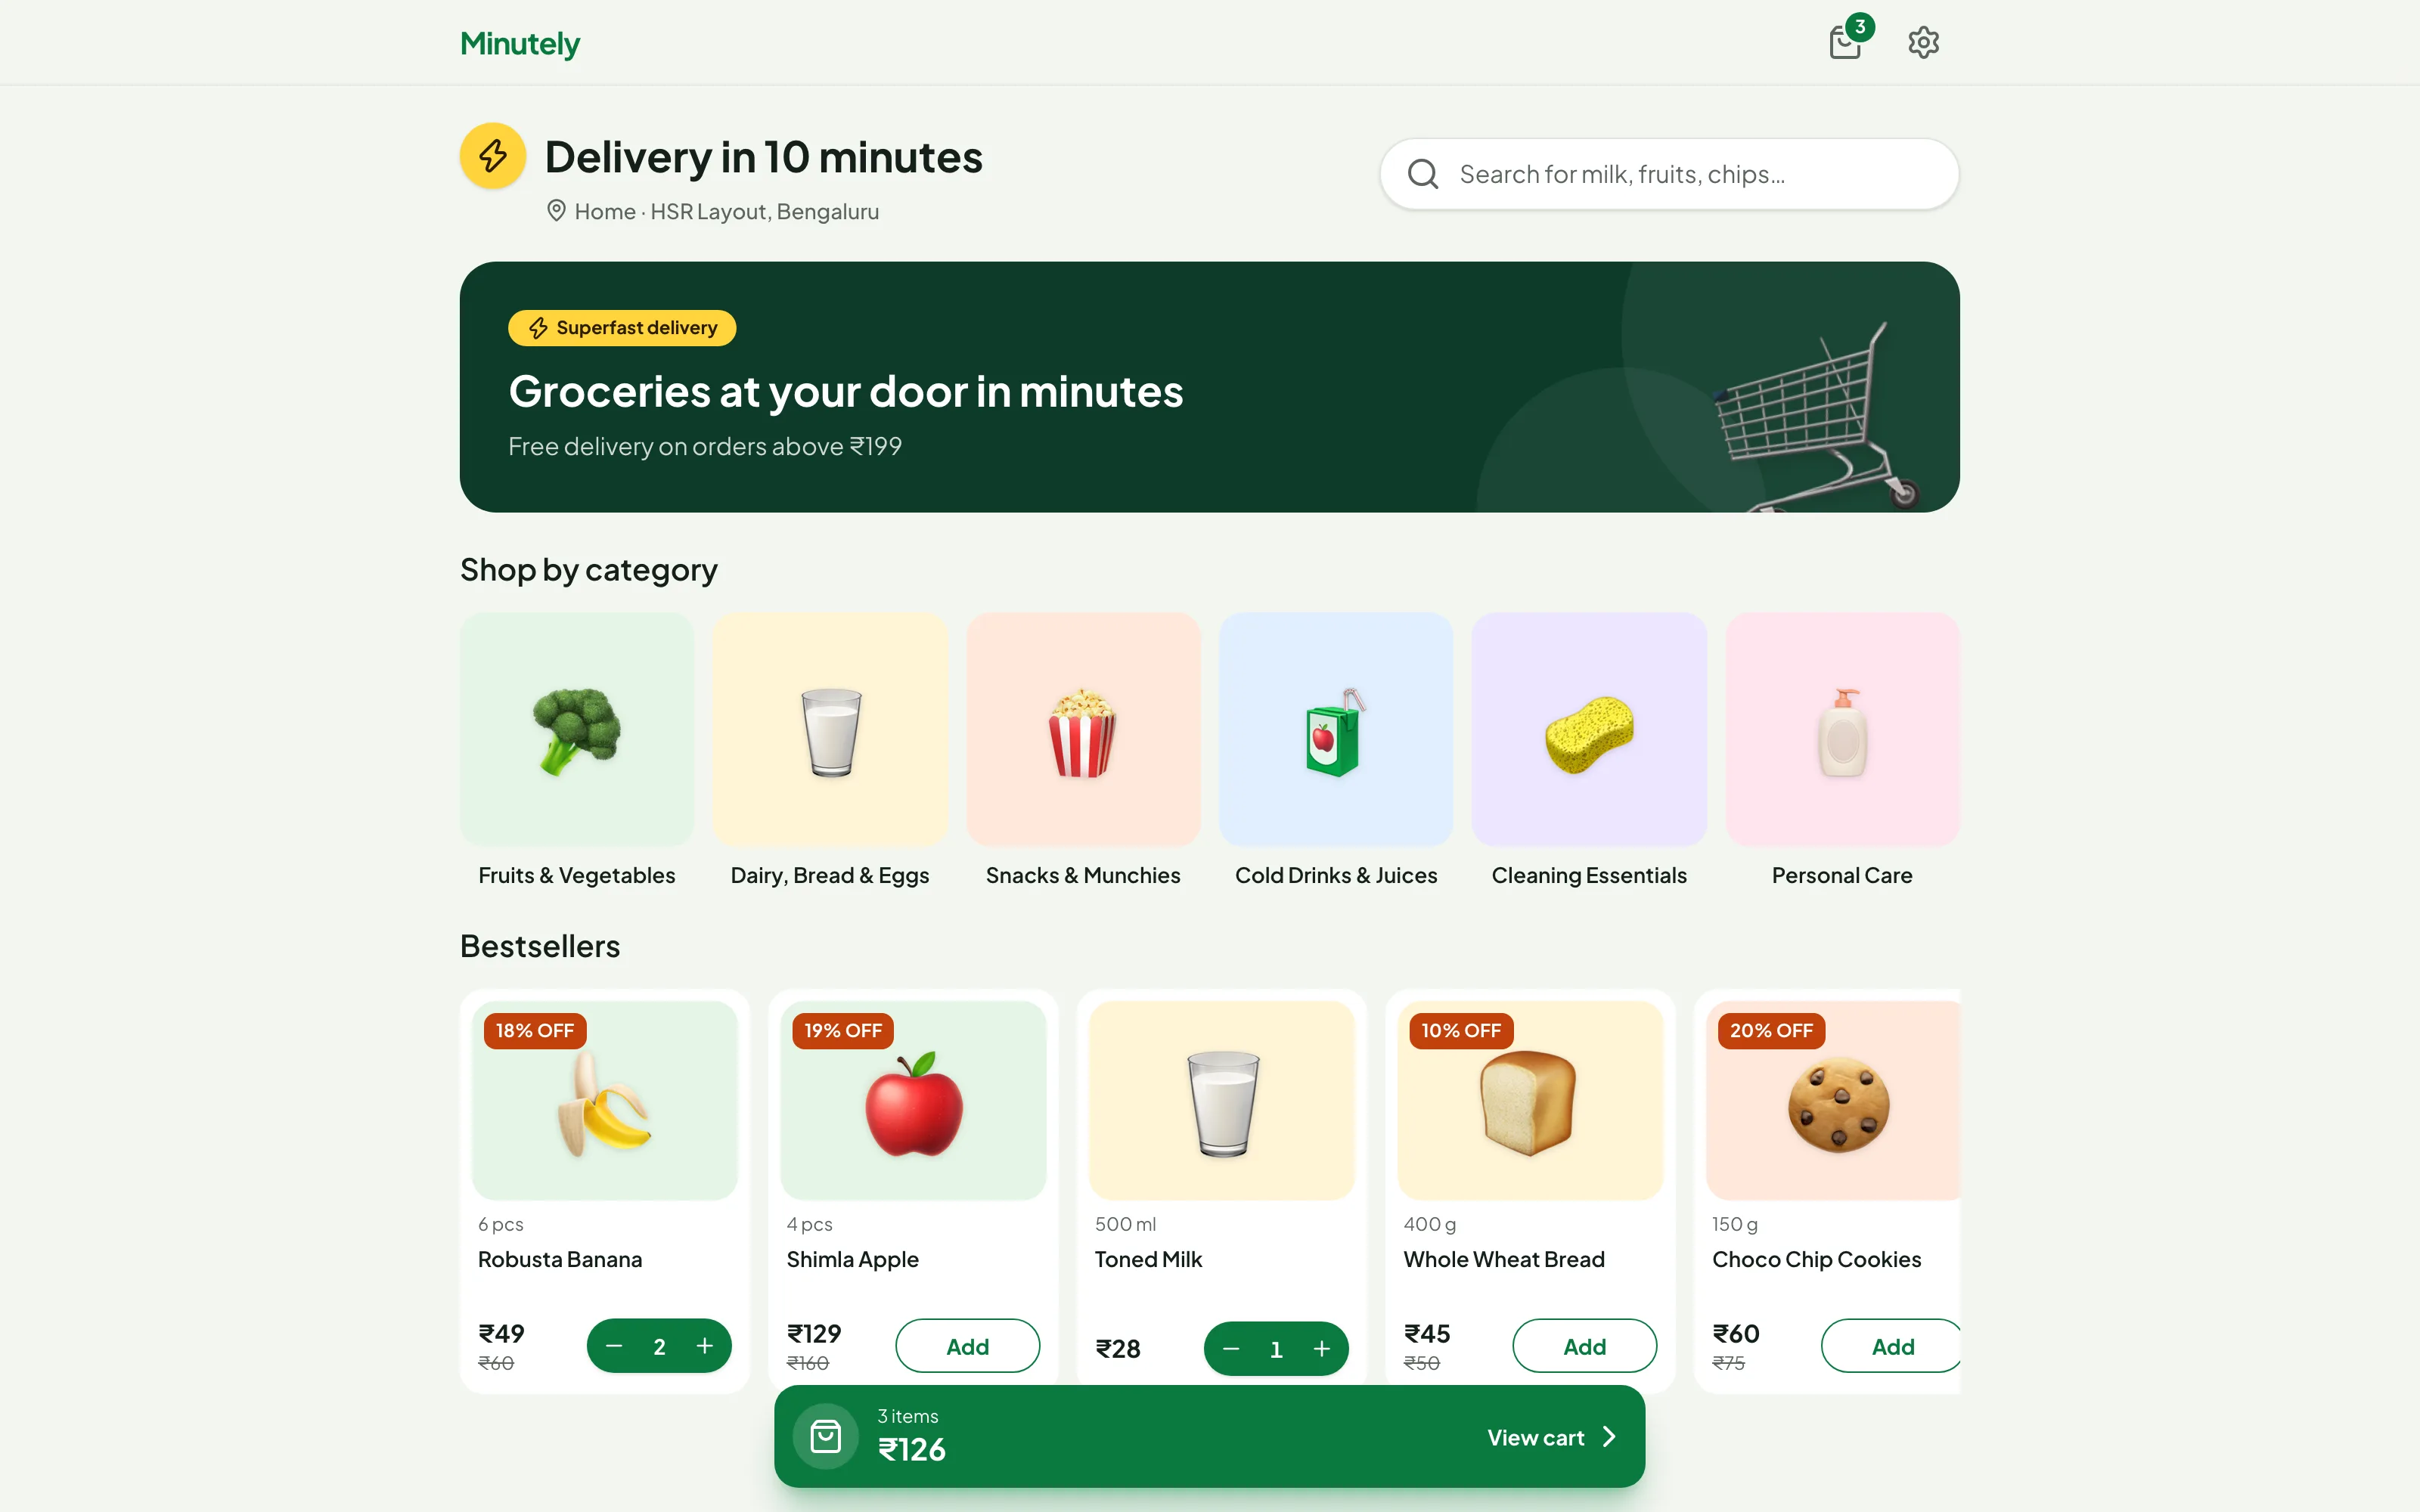 Minutely
3
Delivery in 10 minutes
Home · HSR Layout, Bengaluru
Search for milk, fruits, chips...
Superfast delivery
Groceries at your door in minutes
Free delivery on orders above ₹199
Shop by category
Fruits & Vegetables
Dairy, Bread & Eggs
Snacks & Munchies
Cold Drinks & Juices
Cleaning Essentials
Personal Care
Bestsellers
18% OFF
6 pcs
Robusta Banana
₹49
₹60
2
19% OFF
4 pcs
Shimla Apple
₹129
₹160
Add
500 ml
Toned Milk
₹28
1
10% OFF
400 g
Whole Wheat Bread
₹45
₹50
Add
20% OFF
150 g
Choco Chip Cookies
₹60
₹75
Add
3 items
₹126
View cart